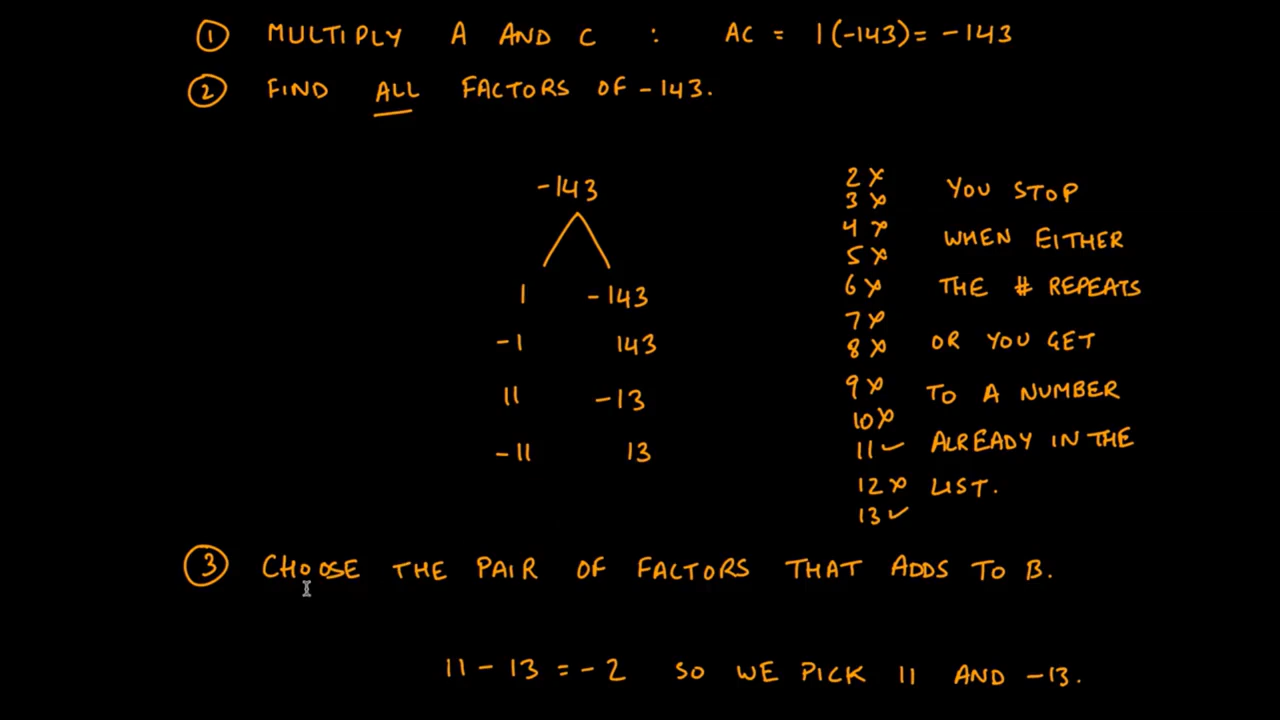 ① MULTIPLY A AND C : AC = 1(-143) = -143
② FIND ALL FACTORS OF -143.
-143
1 -143
-1 143
11 -13
-11 13
2 x
3 x
4 x
5 x
6 x
7 x
8 x
9 x
10 x
11 ✓
12 x
13 ✓
YOU STOP
WHEN EITHER
THE # REPEATS
OR YOU GET
TO A NUMBER
ALREADY IN THE
LIST.
③ CHOOSE THE PAIR OF FACTORS THAT ADDS TO B.
11 - 13 = -2 SO WE PICK 11 AND -13.